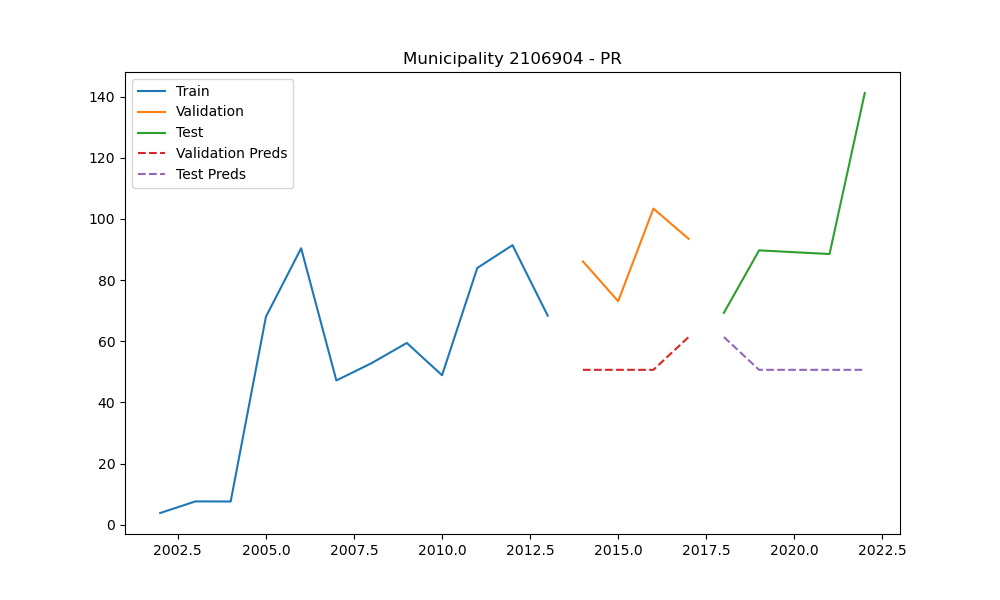 Municipality 2106904 - PR
Train
Validation
Test
Validation Preds
Test Preds
140
120
100
80
60
40
20
0
2002.5 2005.0 2007.5 2010.0 2012.5 2015.0 2017.5 2020.0 2022.5